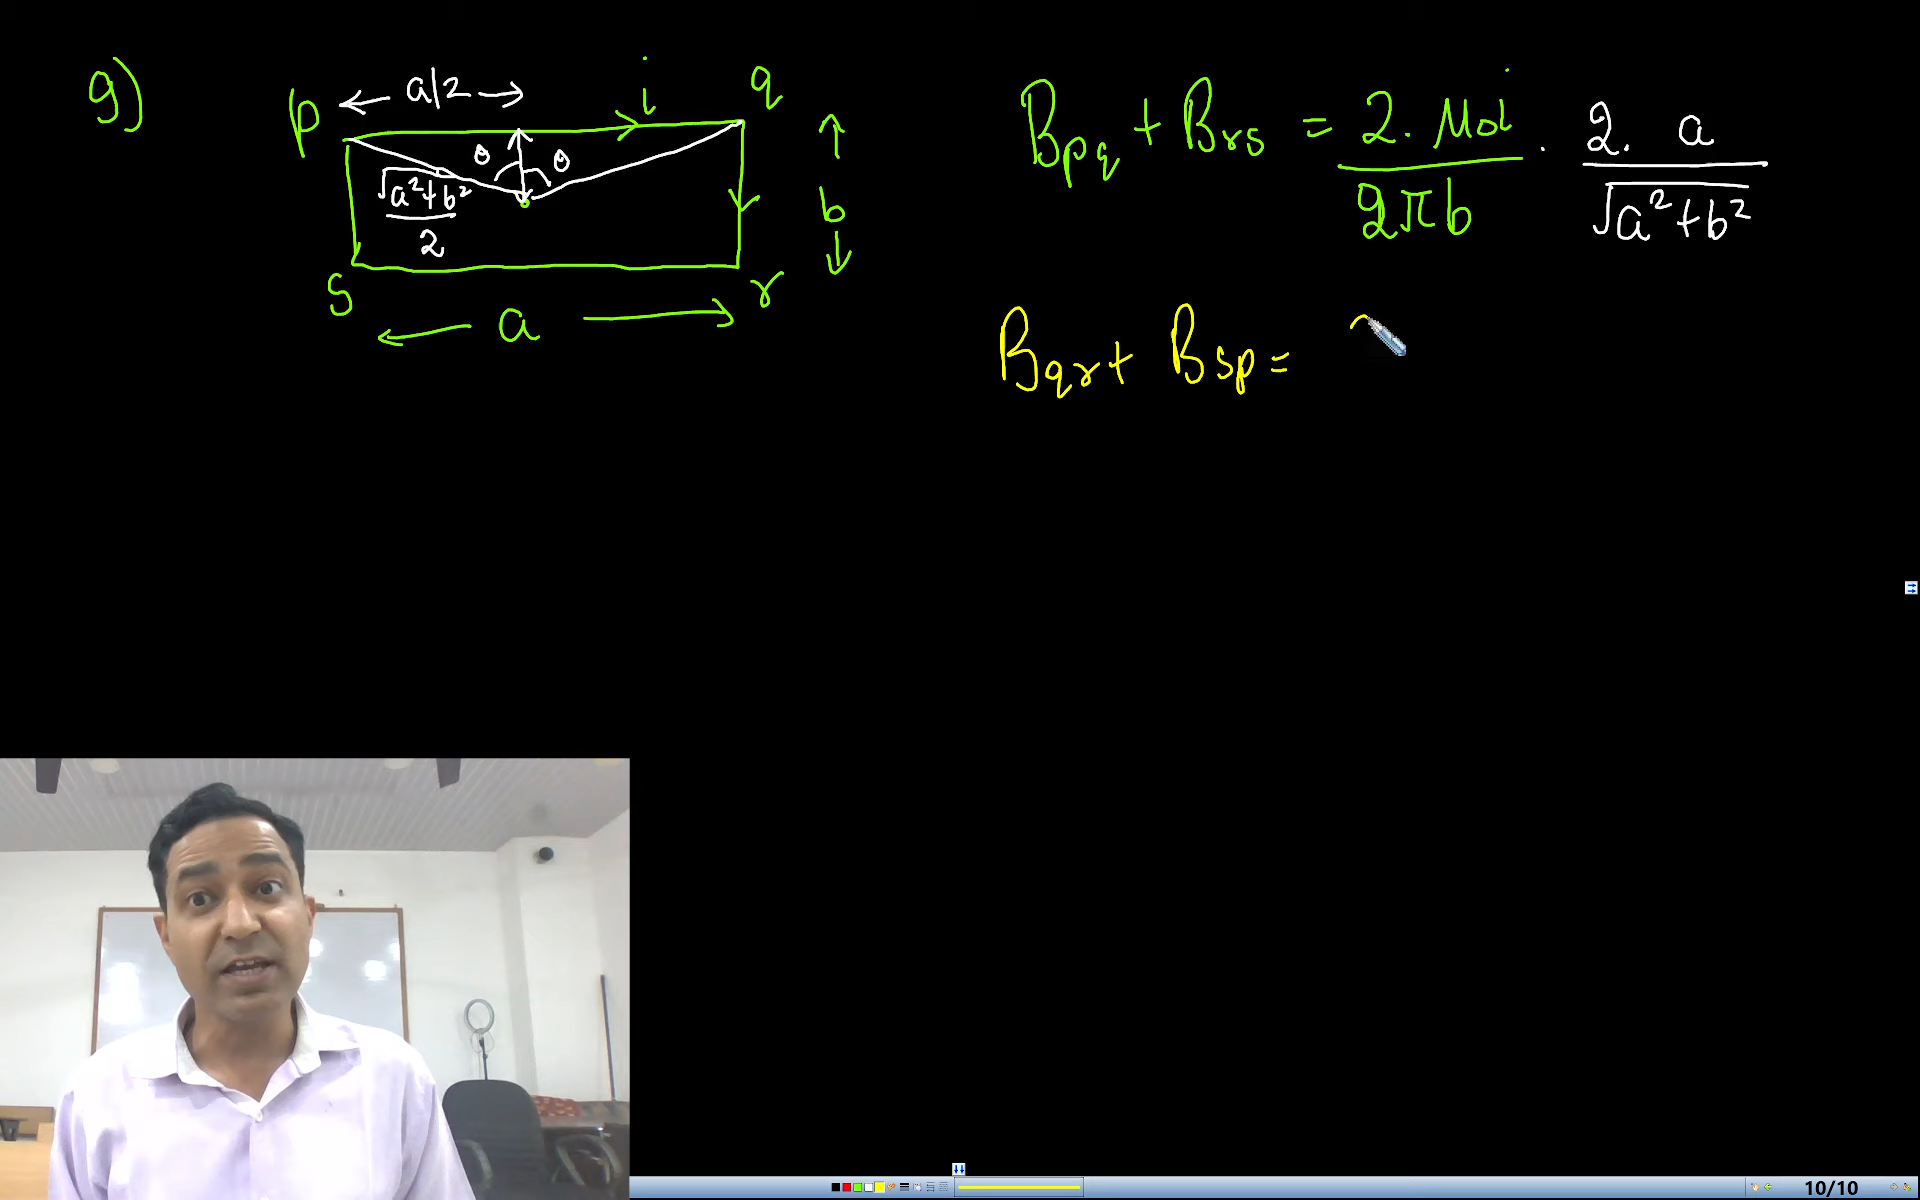 9)
a/2
i
p
q
θ θ
√a²+b²
2
b
s
r
a
Bpq + Brs = 2. μ0i . 2. a
2πb √a²+b²
Bqr + Bsp =
10/10